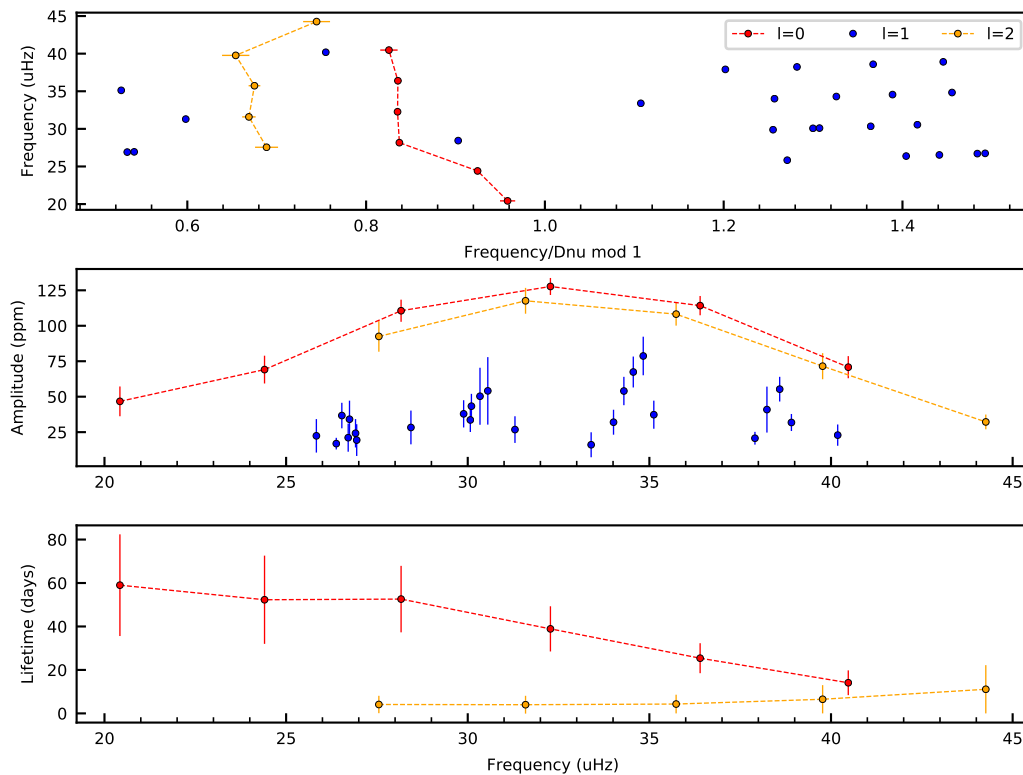 45
40
35
30
25
20
Frequency (uHz)
l=0 l=1 l=2
0.6 0.8 1.0 1.2 1.4
Frequency/Dnu mod 1
125
100
75
50
25
Amplitude (ppm)
20 25 30 35 40 45
80
60
40
20
0
Lifetime (days)
20 25 30 35 40 45
Frequency (uHz)